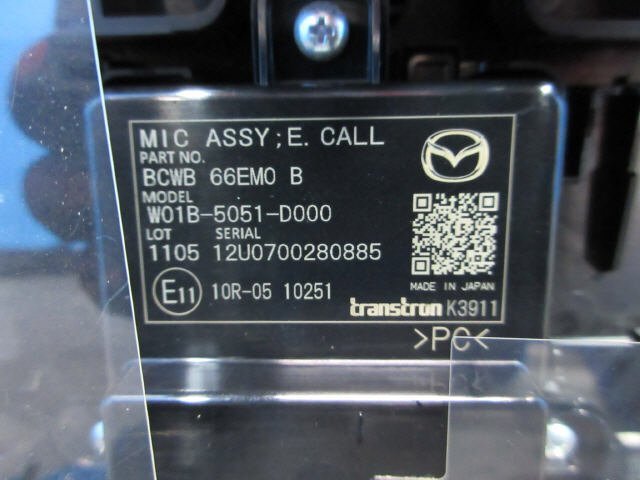 MIC ASSY;E. CALL
PART NO.
BCWB 66EM0 B
MODEL
W01B-5051-D000
LOT SERIAL
1105 12U0700280885
MADE IN JAPAN
E11 10R-05 10251
transtron K3911
>PC<